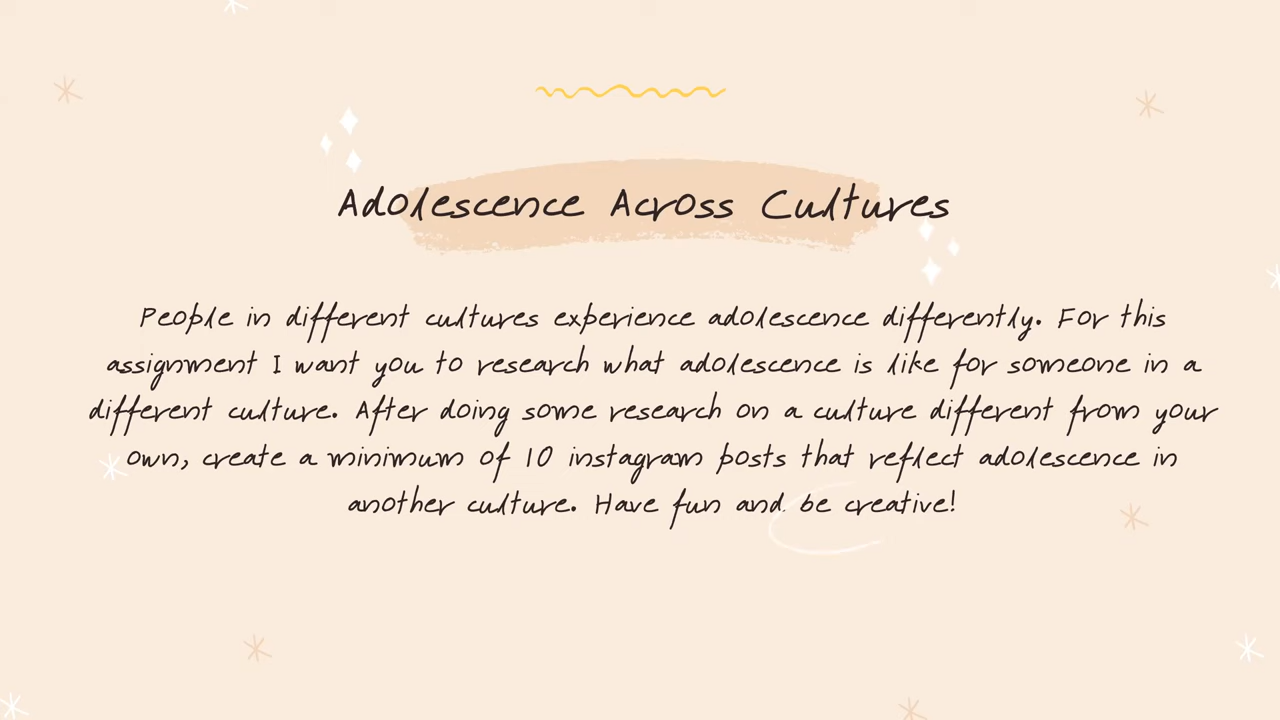 Adolescence Across Cultures
People in different cultures experience adolescence differently. For this
assignment I want you to research what adolescence is like for someone in a
different culture. After doing some research on a culture different from your
own, create a minimum of 10 instagram posts that reflect adolescence in
another culture. Have fun and be creative!